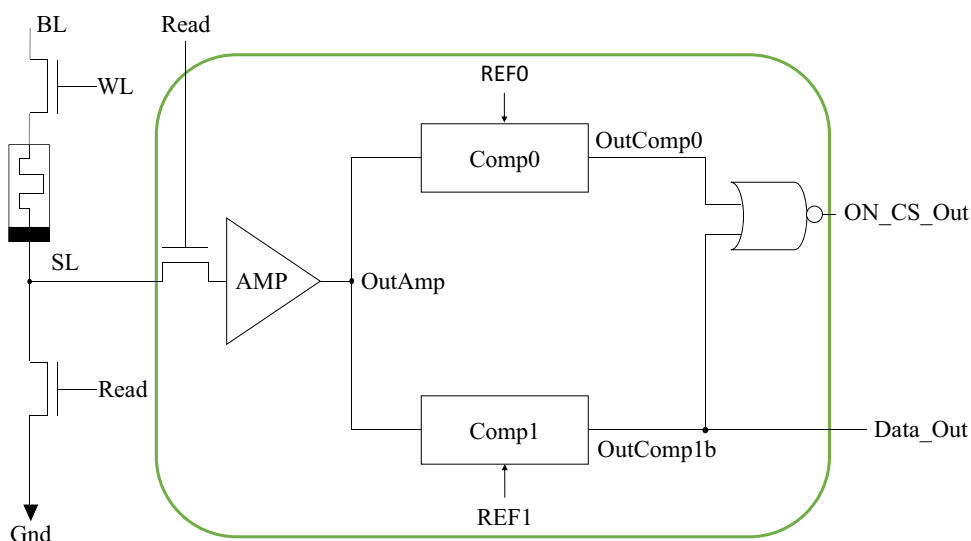 BL
Read
WL
REF0
Comp0
OutComp0
ON_CS_Out
SL
AMP
OutAmp
Read
Comp1
OutComp1b
Data_Out
REF1
Gnd